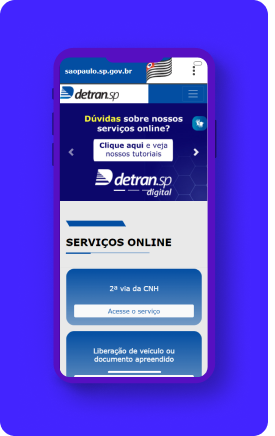 saopaulo.sp.gov.br
detran.sp
Dúvidas sobre nossos
serviços online?
Clique aqui e veja
nossos tutoriais
detran.sp
digital
SERVIÇOS ONLINE
2ª via da CNH
Acesse o serviço
Liberação de veículo ou
documento apreendido